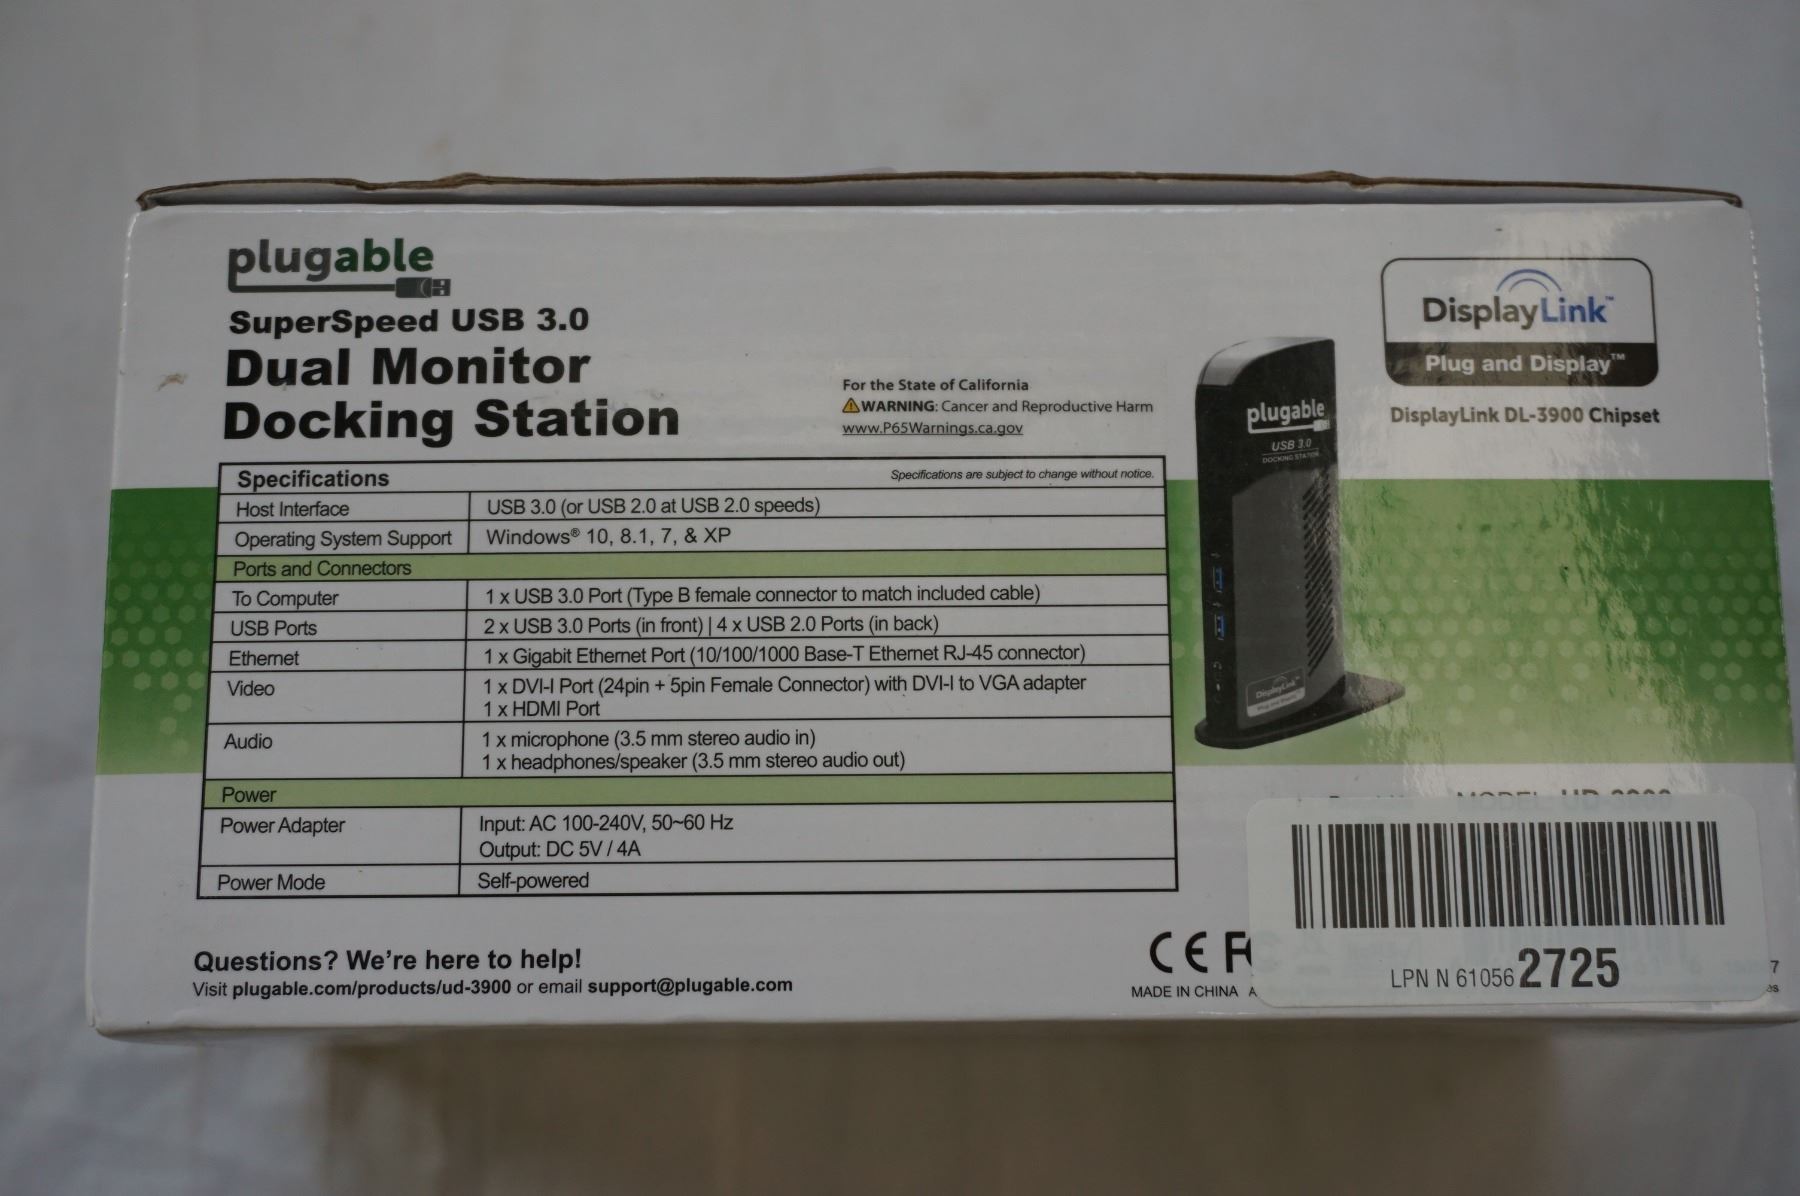 plugable
SuperSpeed USB 3.0
Dual Monitor
Docking Station
For the State of California
WARNING: Cancer and Reproductive Harm
www.P65Warnings.ca.gov
DisplayLink™
Plug and Display™
DisplayLink DL-3900 Chipset
plugable
USB 3.0
DOCKING STATION
DisplayLink
Plug and Display
Specifications Specifications are subject to change without notice.
Host Interface USB 3.0 (or USB 2.0 at USB 2.0 speeds)
Operating System Support Windows® 10, 8.1, 7, & XP
Ports and Connectors
To Computer 1 x USB 3.0 Port (Type B female connector to match included cable)
USB Ports 2 x USB 3.0 Ports (in front) | 4 x USB 2.0 Ports (in back)
Ethernet 1 x Gigabit Ethernet Port (10/100/1000 Base-T Ethernet RJ-45 connector)
Video 1 x DVI-I Port (24pin + 5pin Female Connector) with DVI-I to VGA adapter
1 x HDMI Port
Audio 1 x microphone (3.5 mm stereo audio in)
1 x headphones/speaker (3.5 mm stereo audio out)
Power
Power Adapter Input: AC 100-240V, 50~60 Hz
Output: DC 5V / 4A
Power Mode Self-powered
MODEL: UD-3900
LPN N 61056 2725
Questions? We're here to help!
Visit plugable.com/products/ud-3900 or email support@plugable.com
CE FC
MADE IN CHINA